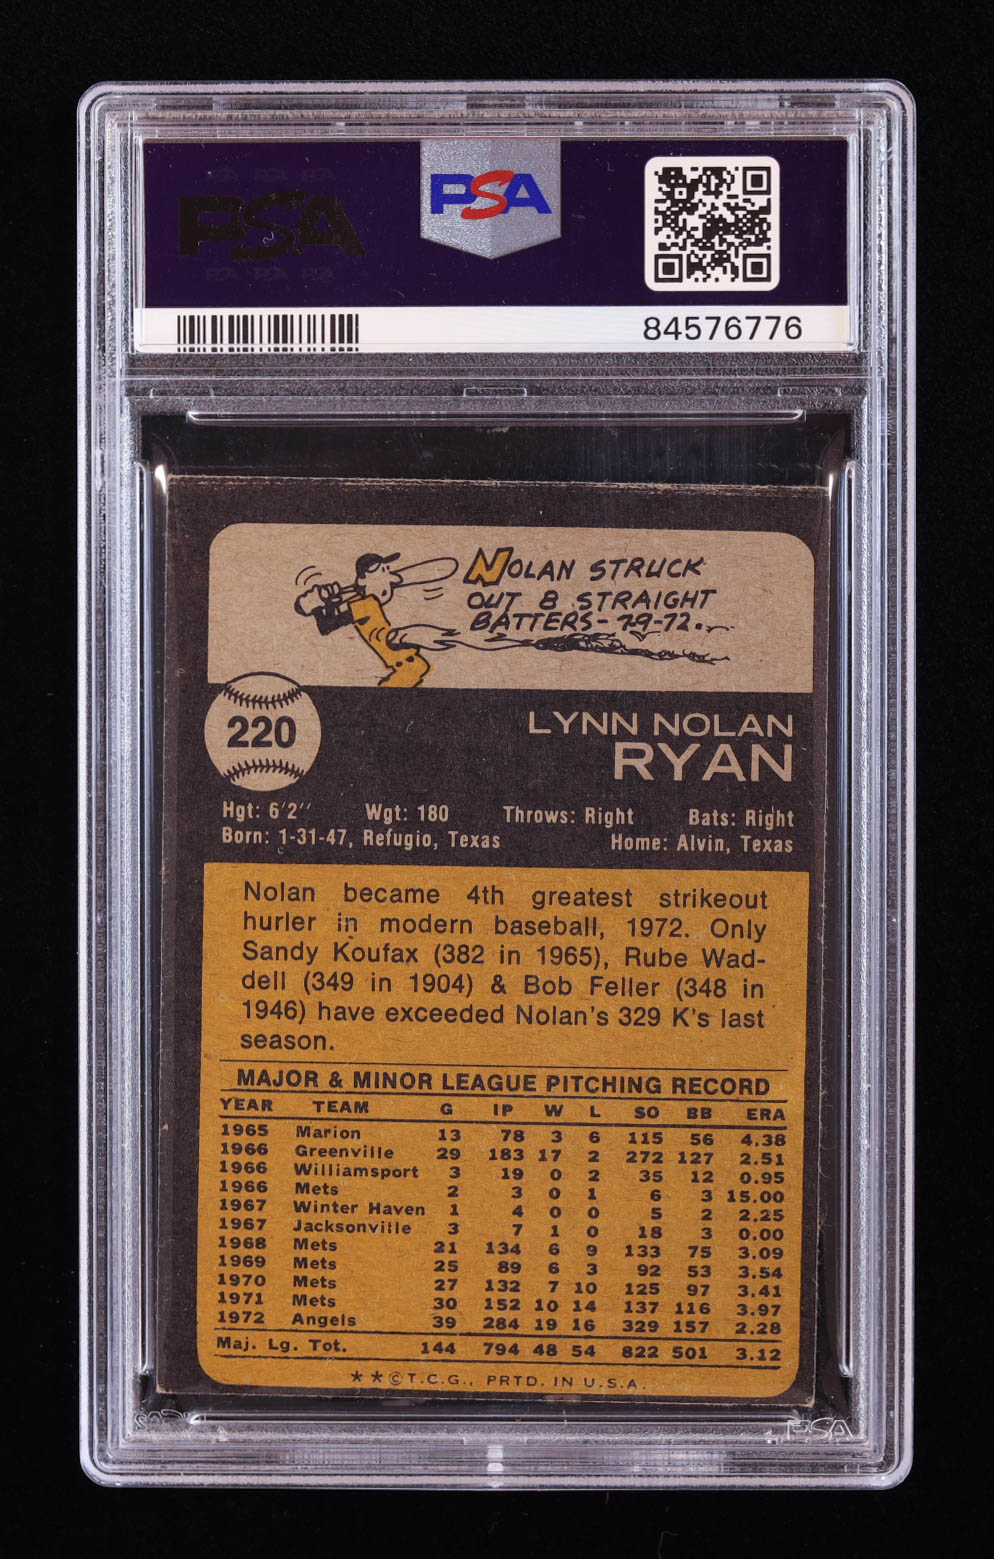 PSA
PSA
84576776
NOLAN STRUCK
OUT 8 STRAIGHT
BATTERS-7-9-72.
220
LYNN NOLAN
RYAN
Hgt: 6'2" Wgt: 180 Throws: Right Bats: Right
Born: 1-31-47, Refugio, Texas Home: Alvin, Texas
Nolan became 4th greatest strikeout
hurler in modern baseball, 1972. Only
Sandy Koufax (382 in 1965), Rube Wad-
dell (349 in 1904) & Bob Feller (348 in
1946) have exceeded Nolan's 329 K's last
season.
MAJOR & MINOR LEAGUE PITCHING RECORD
YEAR TEAM G IP W L SO BB ERA
1965 Marion 13 78 3 6 115 56 4.38
1966 Greenville 29 183 17 2 272 127 2.51
1966 Williamsport 3 19 0 2 35 12 0.95
1966 Mets 2 3 0 1 6 3 15.00
1967 Winter Haven 1 4 0 0 5 2 2.25
1967 Jacksonville 3 7 1 0 18 3 0.00
1968 Mets 21 134 6 9 133 75 3.09
1969 Mets 25 89 6 3 92 53 3.54
1970 Mets 27 132 7 10 125 97 3.41
1971 Mets 30 152 10 14 137 116 3.97
1972 Angels 39 284 19 16 329 157 2.28
Maj. Lg. Tot. 144 794 48 54 822 501 3.12
**©T.C.G., PRTD. IN U.S.A.
PSA